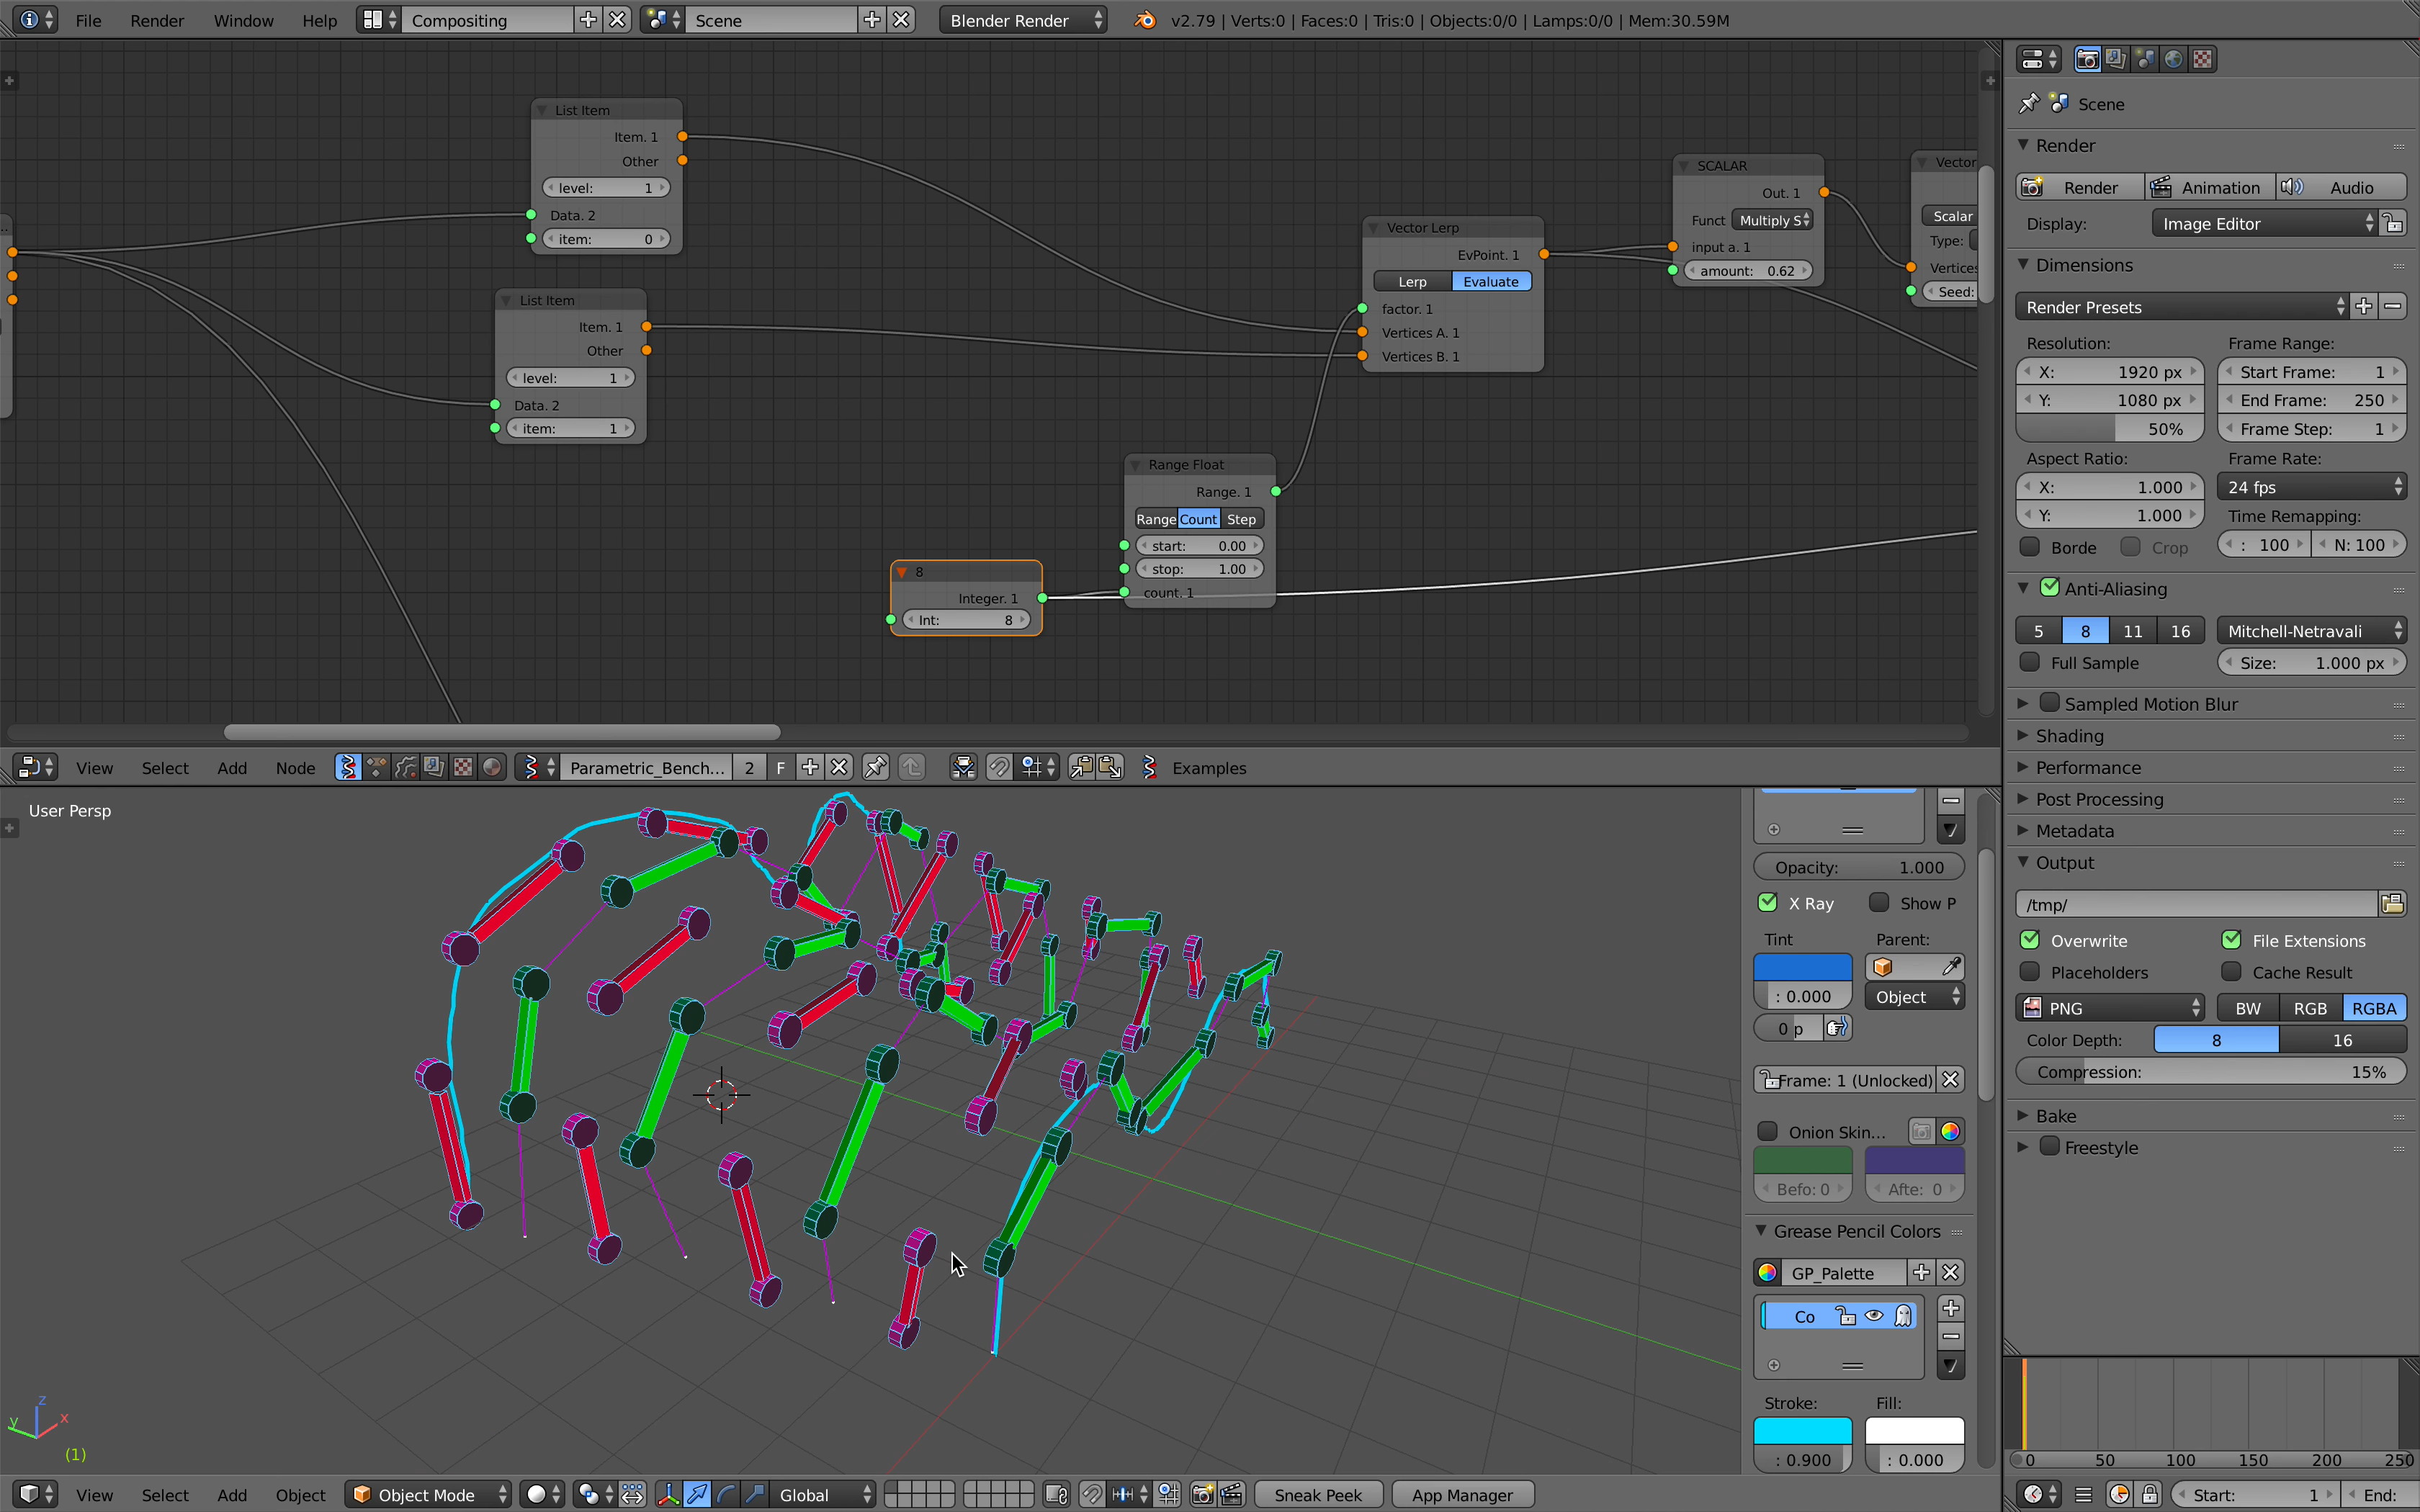 File Render Window Help Compositing Scene Blender Render v2.79 | Verts:0 | Faces:0 | Tris:0 | Objects:0/0 | Lamps:0/0 | Mem:30.59M
List Item
Item. 1
Other
level: 1
Data. 2
item: 0
List Item
Item. 1
Other
level: 1
Data. 2
item: 1
8
Integer. 1
Int: 8
Range Float
Range. 1
Range Count Step
start: 0.00
stop: 1.00
count. 1
Vector Lerp
EvPoint. 1
Lerp Evaluate
factor. 1
Vertices A. 1
Vertices B. 1
SCALAR
Out. 1
Funct Multiply S
input a. 1
amount: 0.62
Vector
Scalar
Type:
Vertices
Seed:
View Select Add Node Parametric_Bench... 2 F Examples
User Persp
z
y
x
(1)
Opacity: 1.000
X Ray Show P
Tint Parent:
: 0.000 Object
0 p
Frame: 1 (Unlocked)
Onion Skin...
Befo: 0 Afte: 0
Grease Pencil Colors
GP_Palette
Co
Stroke: Fill:
: 0.900 : 0.000
View Select Add Object Object Mode Global Sneak Peek App Manager
Scene
Render
Render Animation Audio
Display: Image Editor
Dimensions
Render Presets
Resolution: Frame Range:
X: 1920 px Start Frame: 1
Y: 1080 px End Frame: 250
50% Frame Step: 1
Aspect Ratio: Frame Rate:
X: 1.000 24 fps
Y: 1.000 Time Remapping:
Borde Crop : 100 N: 100
Anti-Aliasing
5 8 11 16 Mitchell-Netravali
Full Sample Size: 1.000 px
Sampled Motion Blur
Shading
Performance
Post Processing
Metadata
Output
/tmp/
Overwrite File Extensions
Placeholders Cache Result
PNG BW RGB RGBA
Color Depth: 8 16
Compression: 15%
Bake
Freestyle
0 50 100 150 200 250
Start: 1 End: